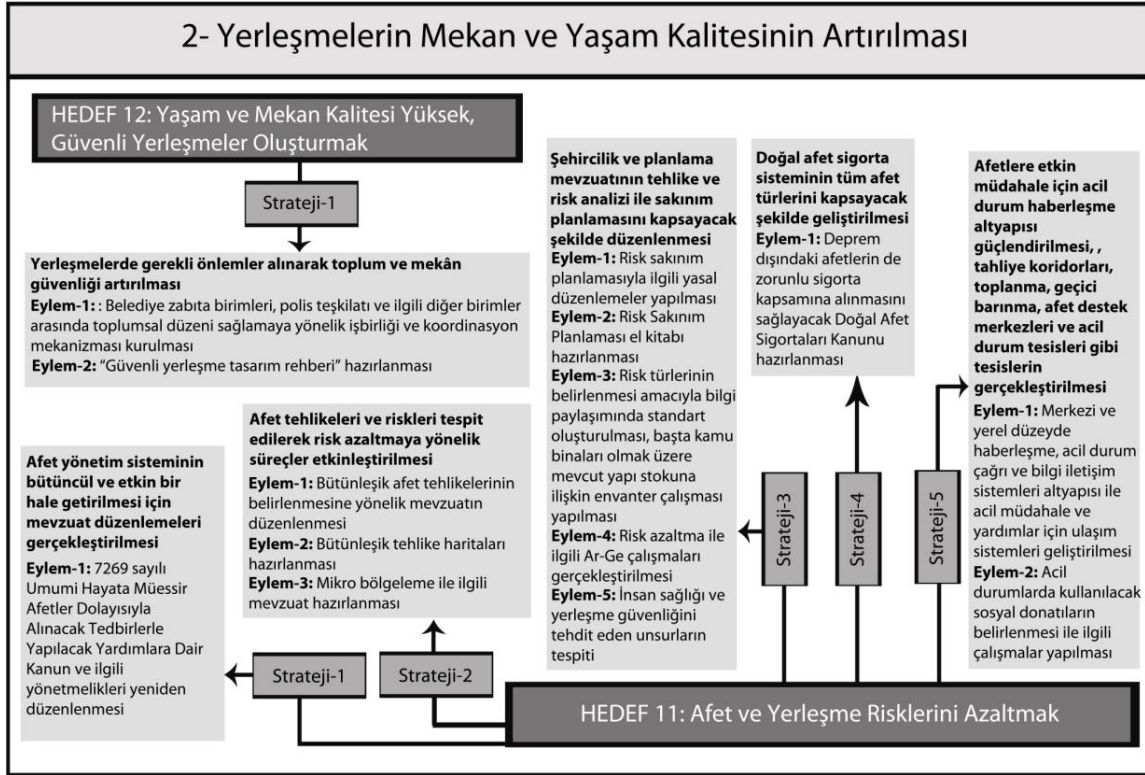 2- Yerleşmelerin Mekan ve Yaşam Kalitesinin Artırılması
HEDEF 12: Yaşam ve Mekan Kalitesi Yüksek,
Güvenli Yerleşmeler Oluşturmak
Strateji-1
Yerleşmelerde gerekli önlemler alınarak toplum ve mekân
güvenliği artırılması
Eylem-1: : Belediye zabıta birimleri, polis teşkilatı ve ilgili diğer birimler
arasında toplumsal düzeni sağlamaya yönelik işbirliği ve koordinasyon
mekanizması kurulması
Eylem-2: “Güvenli yerleşme tasarım rehberi” hazırlanması
Afet yönetim sisteminin
bütüncül ve etkin bir
hale getirilmesi için
mevzuat düzenlemeleri
gerçekleştirilmesi
Eylem-1: 7269 sayılı
Umumi Hayata Müessir
Afetler Dolayısıyla
Alınacak Tedbirlerle
Yapılacak Yardımlara Dair
Kanun ve ilgili
yönetmelikleri yeniden
düzenlenmesi
Strateji-1
Afet tehlikeleri ve riskleri tespit
edilerek risk azaltmaya yönelik
süreçler etkinleştirilmesi
Eylem-1: Bütünleşik afet tehlikelerinin
belirlenmesine yönelik mevzuatın
düzenlenmesi
Eylem-2: Bütünleşik tehlike haritaları
hazırlanması
Eylem-3: Mikro bölgeleme ile ilgili
mevzuat hazırlanması
Strateji-2
Şehircilik ve planlama
mevzuatının tehlike ve
risk analizi ile sakınım
planlamasını kapsayacak
şekilde düzenlenmesi
Eylem-1: Risk sakınım
planlamasıyla ilgili yasal
düzenlemeler yapılması
Eylem-2: Risk Sakınım
Planlaması el kitabı
hazırlanması
Eylem-3: Risk türlerinin
belirlenmesi amacıyla bilgi
paylaşımında standart
oluşturulması, başta kamu
binaları olmak üzere
mevcut yapı stokuna
ilişkin envanter çalışması
yapılması
Eylem-4: Risk azaltma ile
ilgili Ar-Ge çalışmaları
gerçekleştirilmesi
Eylem-5: İnsan sağlığı ve
yerleşme güvenliğini
tehdit eden unsurların
tespiti
Strateji-3
Doğal afet sigorta
sisteminin tüm afet
türlerini kapsayacak
şekilde geliştirilmesi
Eylem-1: Deprem
dışındaki afetlerin de
zorunlu sigorta
kapsamına alınmasını
sağlayacak Doğal Afet
Sigortaları Kanunu
hazırlanması
Strateji-4
Afetlere etkin
müdahale için acil
durum haberleşme
altyapısı
güçlendirilmesi, ,
tahliye koridorları,
toplanma, geçici
barınma, afet destek
merkezleri ve acil
durum tesisleri gibi
tesislerin
gerçekleştirilmesi
Eylem-1: Merkezi ve
yerel düzeyde
haberleşme, acil durum
çağrı ve bilgi iletişim
sistemleri altyapısı ile
acil müdahale ve
yardımlar için ulaşım
sistemleri geliştirilmesi
Eylem-2: Acil
durumlarda kullanılacak
sosyal donatıların
belirlenmesi ile ilgili
çalışmalar yapılması
Strateji-5
HEDEF 11: Afet ve Yerleşme Risklerini Azaltmak